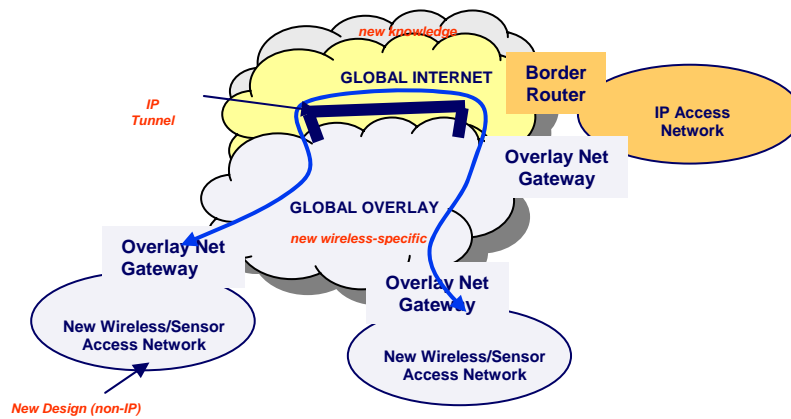 new knowledge
GLOBAL INTERNET
Border
Router
IP Access
Network
IP
Tunnel
Overlay Net
Gateway
GLOBAL OVERLAY
new wireless-specific
Overlay Net
Gateway
Overlay Net
Gateway
New Wireless/Sensor
Access Network
New Wireless/Sensor
Access Network
New Design (non-IP)